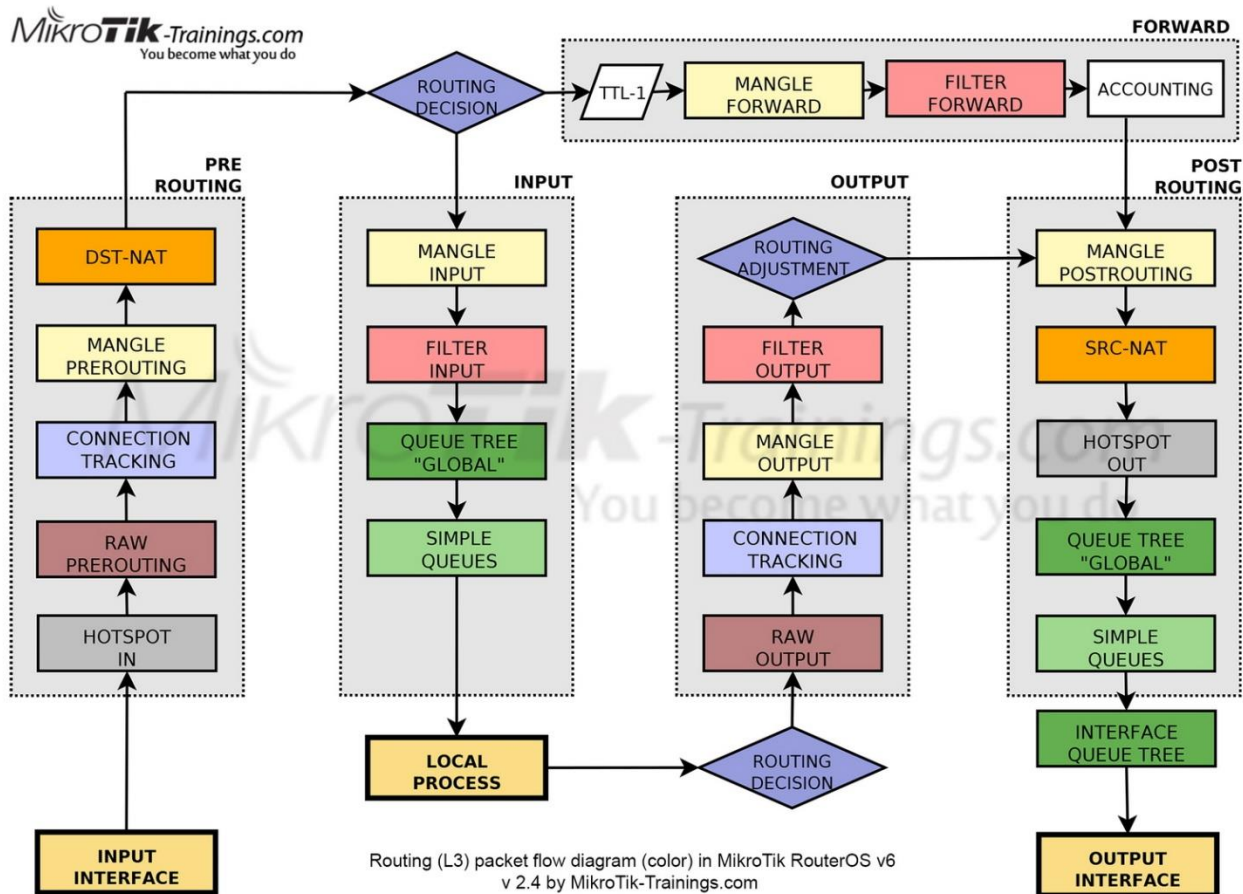 MikroTik-Trainings.com
You become what you do
FORWARD
ROUTING
DECISION
TTL-1
MANGLE
FORWARD
FILTER
FORWARD
ACCOUNTING
PRE
ROUTING
DST-NAT
MANGLE
PREROUTING
CONNECTION
TRACKING
RAW
PREROUTING
HOTSPOT
IN
INPUT
INTERFACE
INPUT
MANGLE
INPUT
FILTER
INPUT
QUEUE TREE
"GLOBAL"
SIMPLE
QUEUES
LOCAL
PROCESS
OUTPUT
ROUTING
ADJUSTMENT
FILTER
OUTPUT
MANGLE
OUTPUT
CONNECTION
TRACKING
RAW
OUTPUT
ROUTING
DECISION
POST
ROUTING
MANGLE
POSTROUTING
SRC-NAT
HOTSPOT
OUT
QUEUE TREE
"GLOBAL"
SIMPLE
QUEUES
INTERFACE
QUEUE TREE
OUTPUT
INTERFACE
MikroTik-Trainings.com
You become what you do
Routing (L3) packet flow diagram (color) in MikroTik RouterOS v6
v 2.4 by MikroTik-Trainings.com